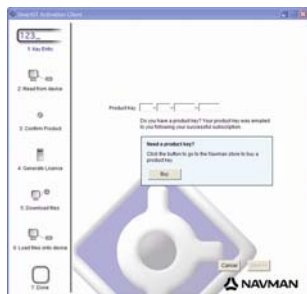 Activation Client
123_
1 Key Entry
2 Read from device
3 Confirm Product
4 Generate Licence
5 Download files
6 Load files onto device
7 Done
Product Key
Do you have a product key? Your product key was emailed
to you following your successful subscription.
Need a product key?
Click the button to go to the Navman store to buy a
product key.
Buy
Cancel
NAVMAN